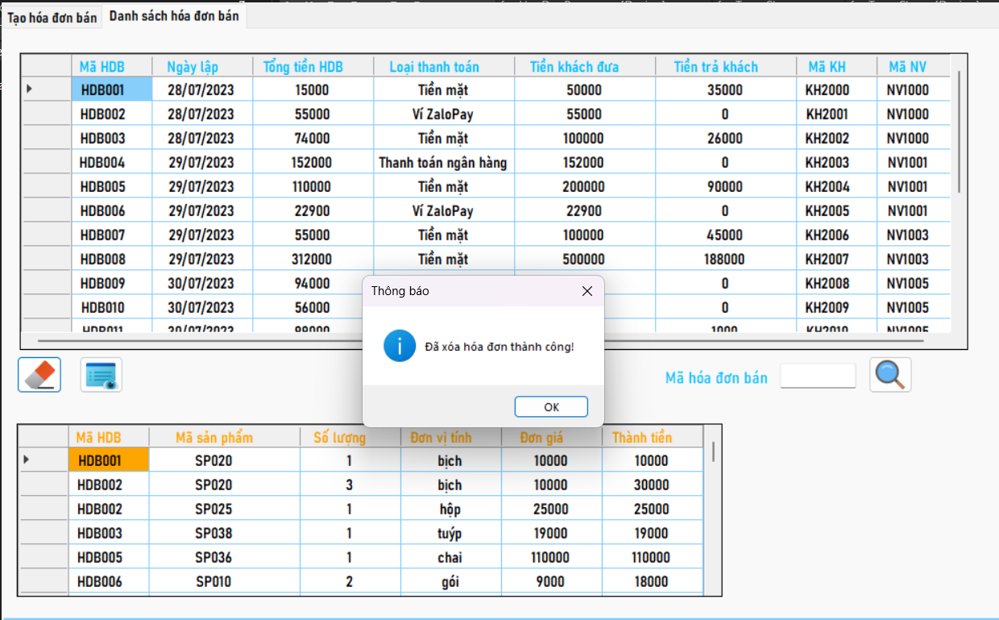 Tạo hóa đơn bán Danh sách hóa đơn bán
Mã HDB Ngày lập Tổng tiền HDB Loại thanh toán Tiền khách đưa Tiền trả khách Mã KH Mã NV
HDB001 28/07/2023 15000 Tiền mặt 50000 35000 KH2000 NV1000
HDB002 28/07/2023 55000 Ví ZaloPay 55000 0 KH2001 NV1000
HDB003 28/07/2023 74000 Tiền mặt 100000 26000 KH2002 NV1000
HDB004 29/07/2023 152000 Thanh toán ngân hàng 152000 0 KH2003 NV1001
HDB005 29/07/2023 110000 Tiền mặt 200000 90000 KH2004 NV1001
HDB006 29/07/2023 22900 Ví ZaloPay 22900 0 KH2005 NV1001
HDB007 29/07/2023 55000 Tiền mặt 100000 45000 KH2006 NV1003
HDB008 29/07/2023 312000 Tiền mặt 500000 188000 KH2007 NV1003
HDB009 30/07/2023 94000 0 KH2008 NV1005
HDB010 30/07/2023 56000 0 KH2009 NV1005
HDB011 30/07/2023 1000 KH2010 NV1005
Thông báo
Đã xóa hóa đơn thành công!
OK
Mã hóa đơn bán
Mã HDB Mã sản phẩm Số lượng Đơn vị tính Đơn giá Thành tiền
HDB001 SP020 1 bịch 10000 10000
HDB002 SP020 3 bịch 10000 30000
HDB002 SP025 1 hộp 25000 25000
HDB003 SP038 1 tuýp 19000 19000
HDB005 SP036 1 chai 110000 110000
HDB006 SP010 2 gói 9000 18000